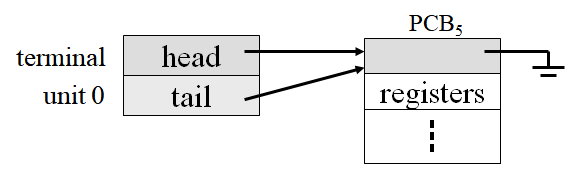 PCB₅
terminal
unit 0
head
tail
registers